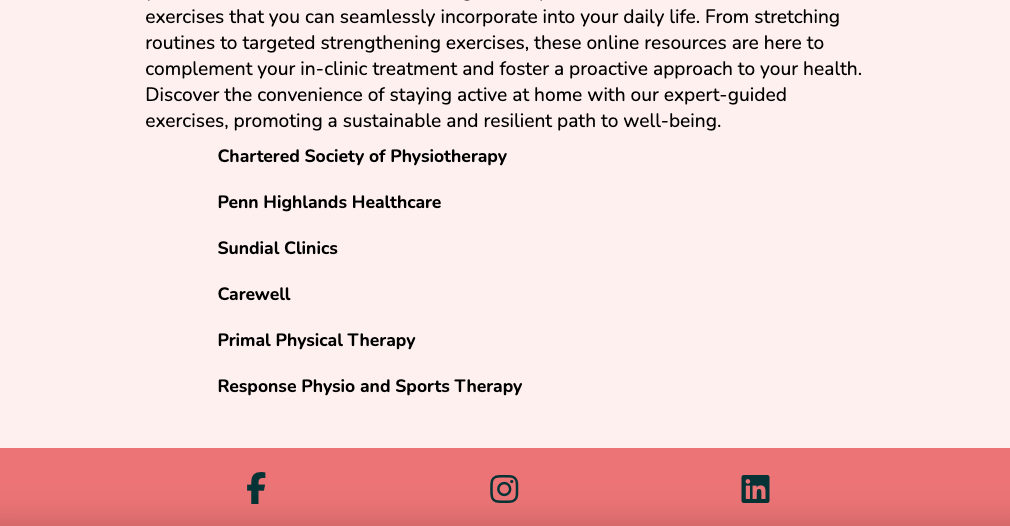 exercises that you can seamlessly incorporate into your daily life. From stretching
routines to targeted strengthening exercises, these online resources are here to
complement your in-clinic treatment and foster a proactive approach to your health.
Discover the convenience of staying active at home with our expert-guided
exercises, promoting a sustainable and resilient path to well-being.
Chartered Society of Physiotherapy
Penn Highlands Healthcare
Sundial Clinics
Carewell
Primal Physical Therapy
Response Physio and Sports Therapy